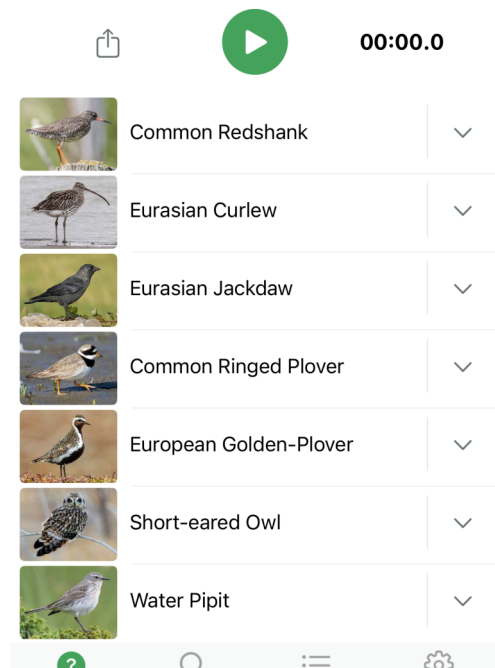 00:00.0
Common Redshank
Eurasian Curlew
Eurasian Jackdaw
Common Ringed Plover
European Golden-Plover
Short-eared Owl
Water Pipit
?